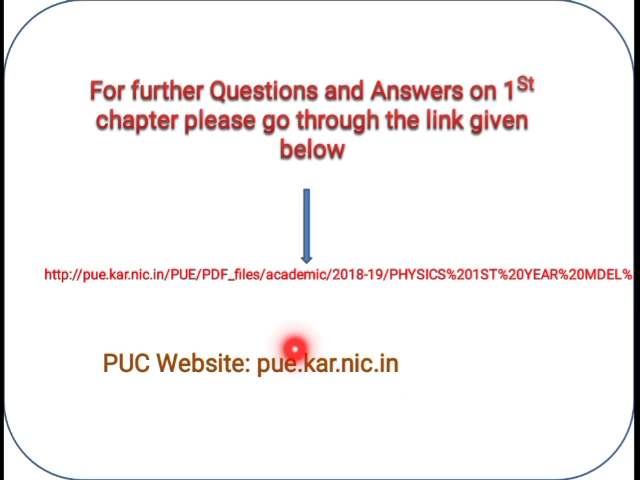 For further Questions and Answers on 1St
chapter please go through the link given
below
http://pue.kar.nic.in/PUE/PDF_files/academic/2018-19/PHYSICS%201ST%20YEAR%20MDEL%
PUC Website: pue.kar.nic.in